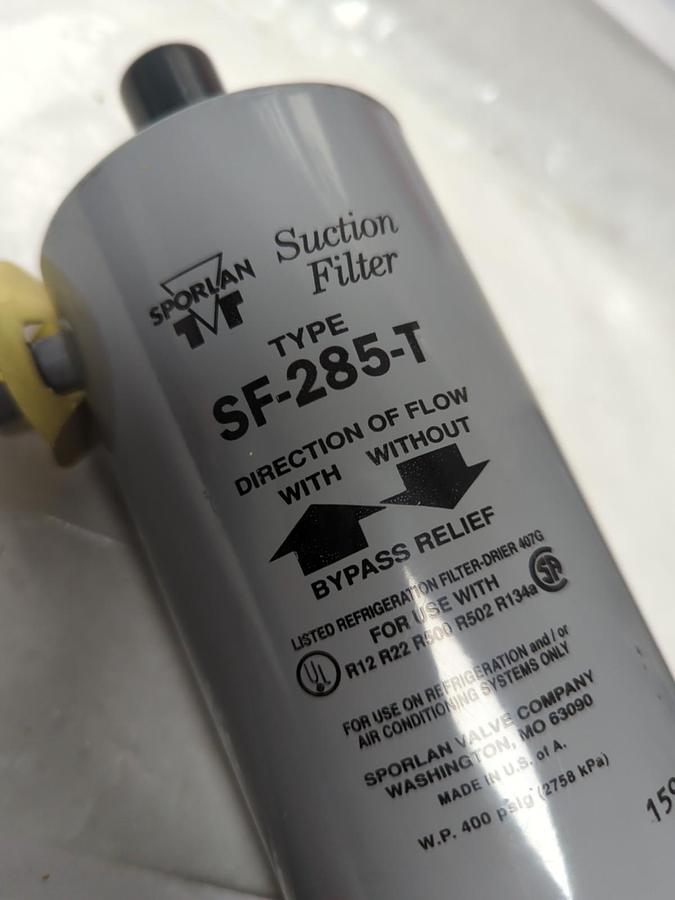 SPORLAN
Suction
Filter
TYPE
SF-285-T
DIRECTION OF FLOW
WITH WITHOUT
BYPASS RELIEF
LISTED REFRIGERATION FILTER-DRIER 407G
FOR USE WITH
UL R12 R22 R500 R502 R134a SP
FOR USE ON REFRIGERATION and/or
AIR CONDITIONING SYSTEMS ONLY
SPORLAN VALVE COMPANY
WASHINGTON, MO 63090
MADE IN U.S. of A.
W.P. 400 psig (2758 kPa)